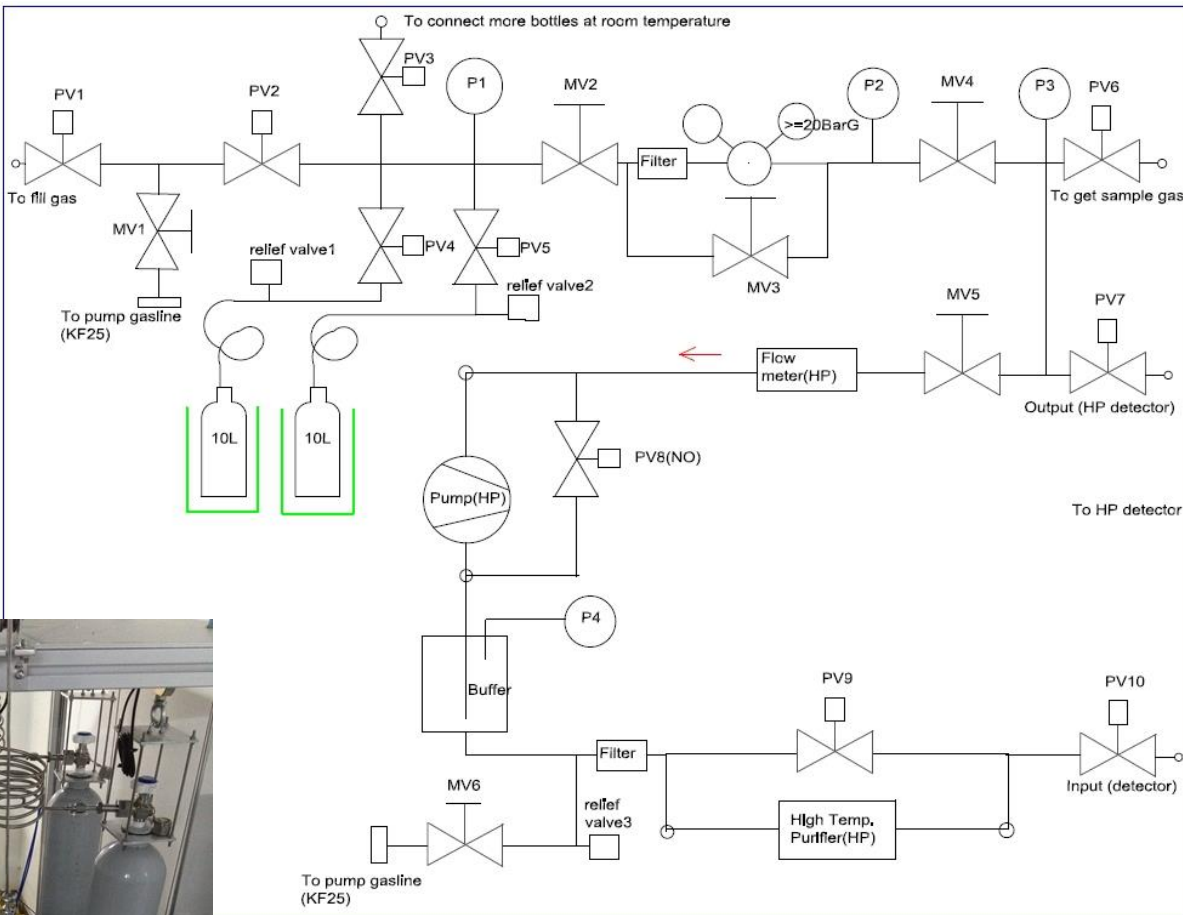 To connect more bottles at room temperature
PV3
P1
MV2
P2
MV4
P3
PV6
PV1
PV2
>=20BarG
Filter
To fill gas
To get sample gas
MV1
relief valve1
PV4
PV5
relief valve2
MV3
MV5
PV7
To pump gasline
(KF25)
Flow
meter(HP)
Output (HP detector)
10L
10L
PV8(NO)
Pump(HP)
To HP detector
P4
Buffer
PV9
PV10
Filter
Input (detector)
MV6
relief
valve3
High Temp.
Purifier(HP)
To pump gasline
(KF25)